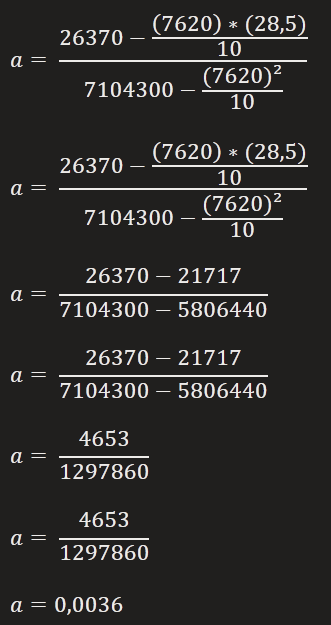 a = \frac{26370 - \frac{(7620) * (28,5)}{10}}{7104300 - \frac{(7620)^2}{10}}
a = \frac{26370 - \frac{(7620) * (28,5)}{10}}{7104300 - \frac{(7620)^2}{10}}
a = \frac{26370 - 21717}{7104300 - 5806440}
a = \frac{26370 - 21717}{7104300 - 5806440}
a = \frac{4653}{1297860}
a = \frac{4653}{1297860}
a = 0,0036